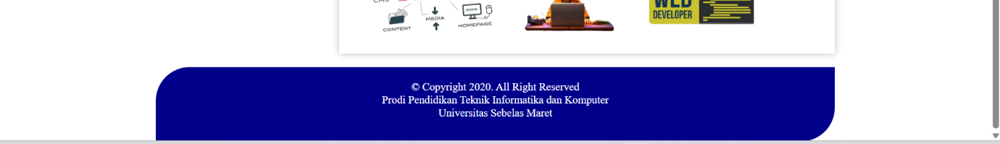 CMS
CONTENT
MEDIA
WWW
HOMEPAGE
WEB
DEVELOPER
© Copyright 2020. All Right Reserved
Prodi Pendidikan Teknik Informatika dan Komputer
Universitas Sebelas Maret